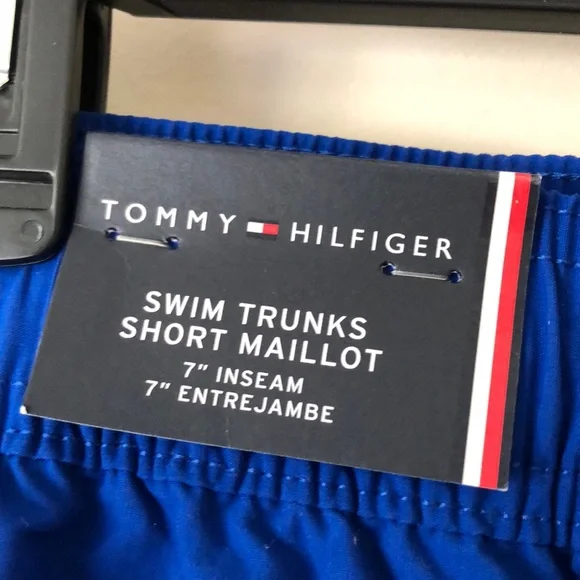 TOMMY HILFIGER
SWIM TRUNKS
SHORT MAILLOT
7" INSEAM
7" ENTREJAMBE